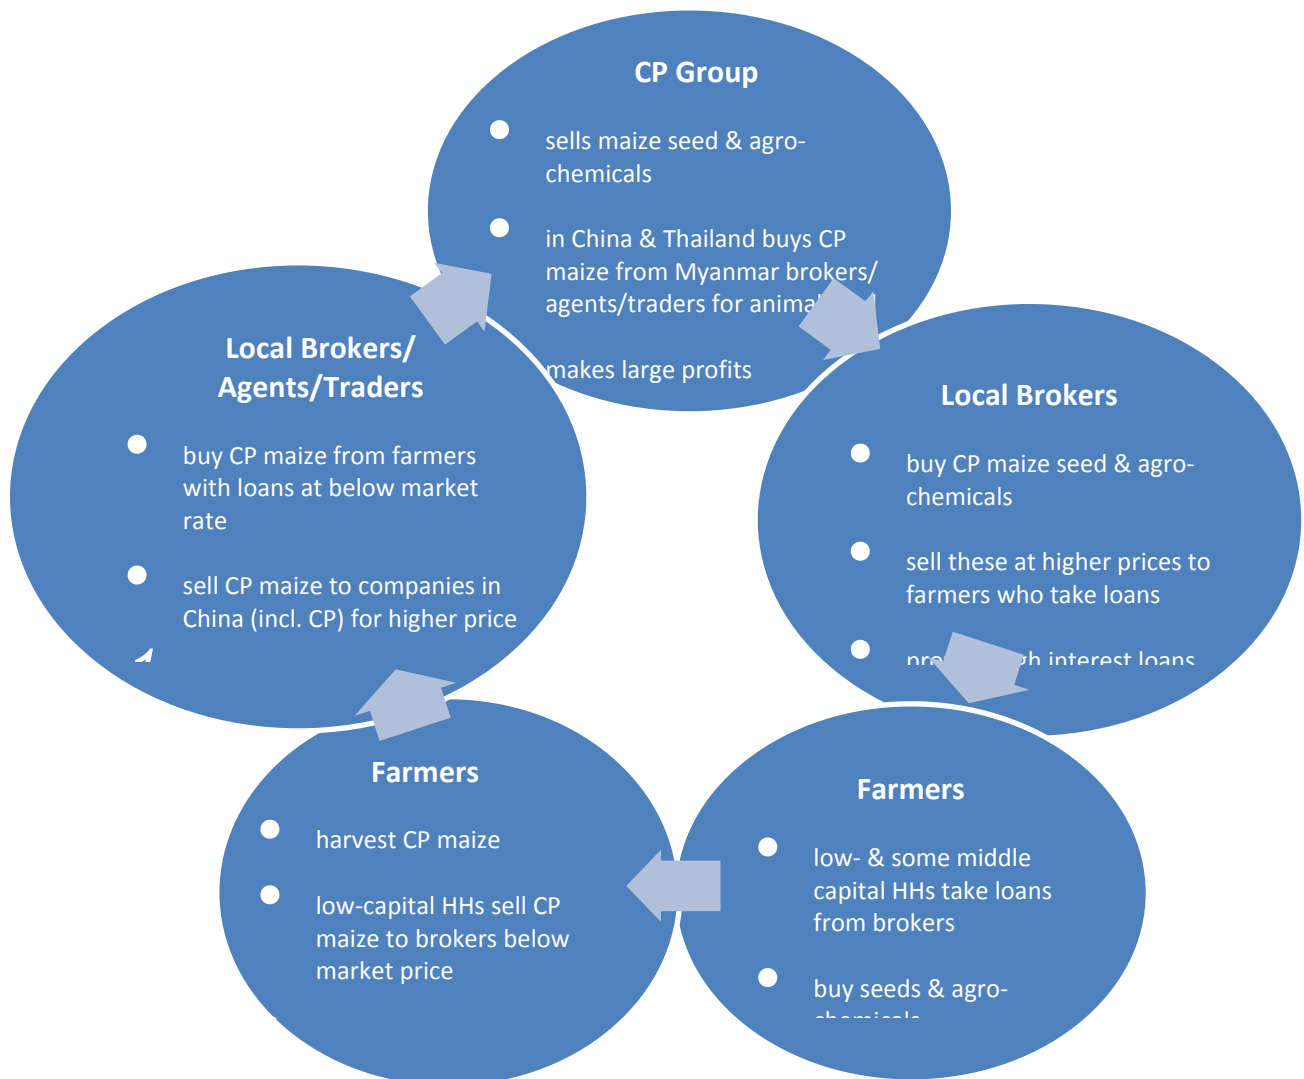 CP Group
sells maize seed & agro-
chemicals
in China & Thailand buys CP
maize from Myanmar brokers/
agents/traders for animal
makes large profits
Local Brokers
buy CP maize seed & agro-
chemicals
sell these at higher prices to
farmers who take loans
interest loans
Farmers
low- & some middle
capital HHs take loans
from brokers
buy seeds & agro-
chemicals
Farmers
harvest CP maize
low-capital HHs sell CP
maize to brokers below
market price
Local Brokers/
Agents/Traders
buy CP maize from farmers
with loans at below market
rate
sell CP maize to companies in
China (incl. CP) for higher price